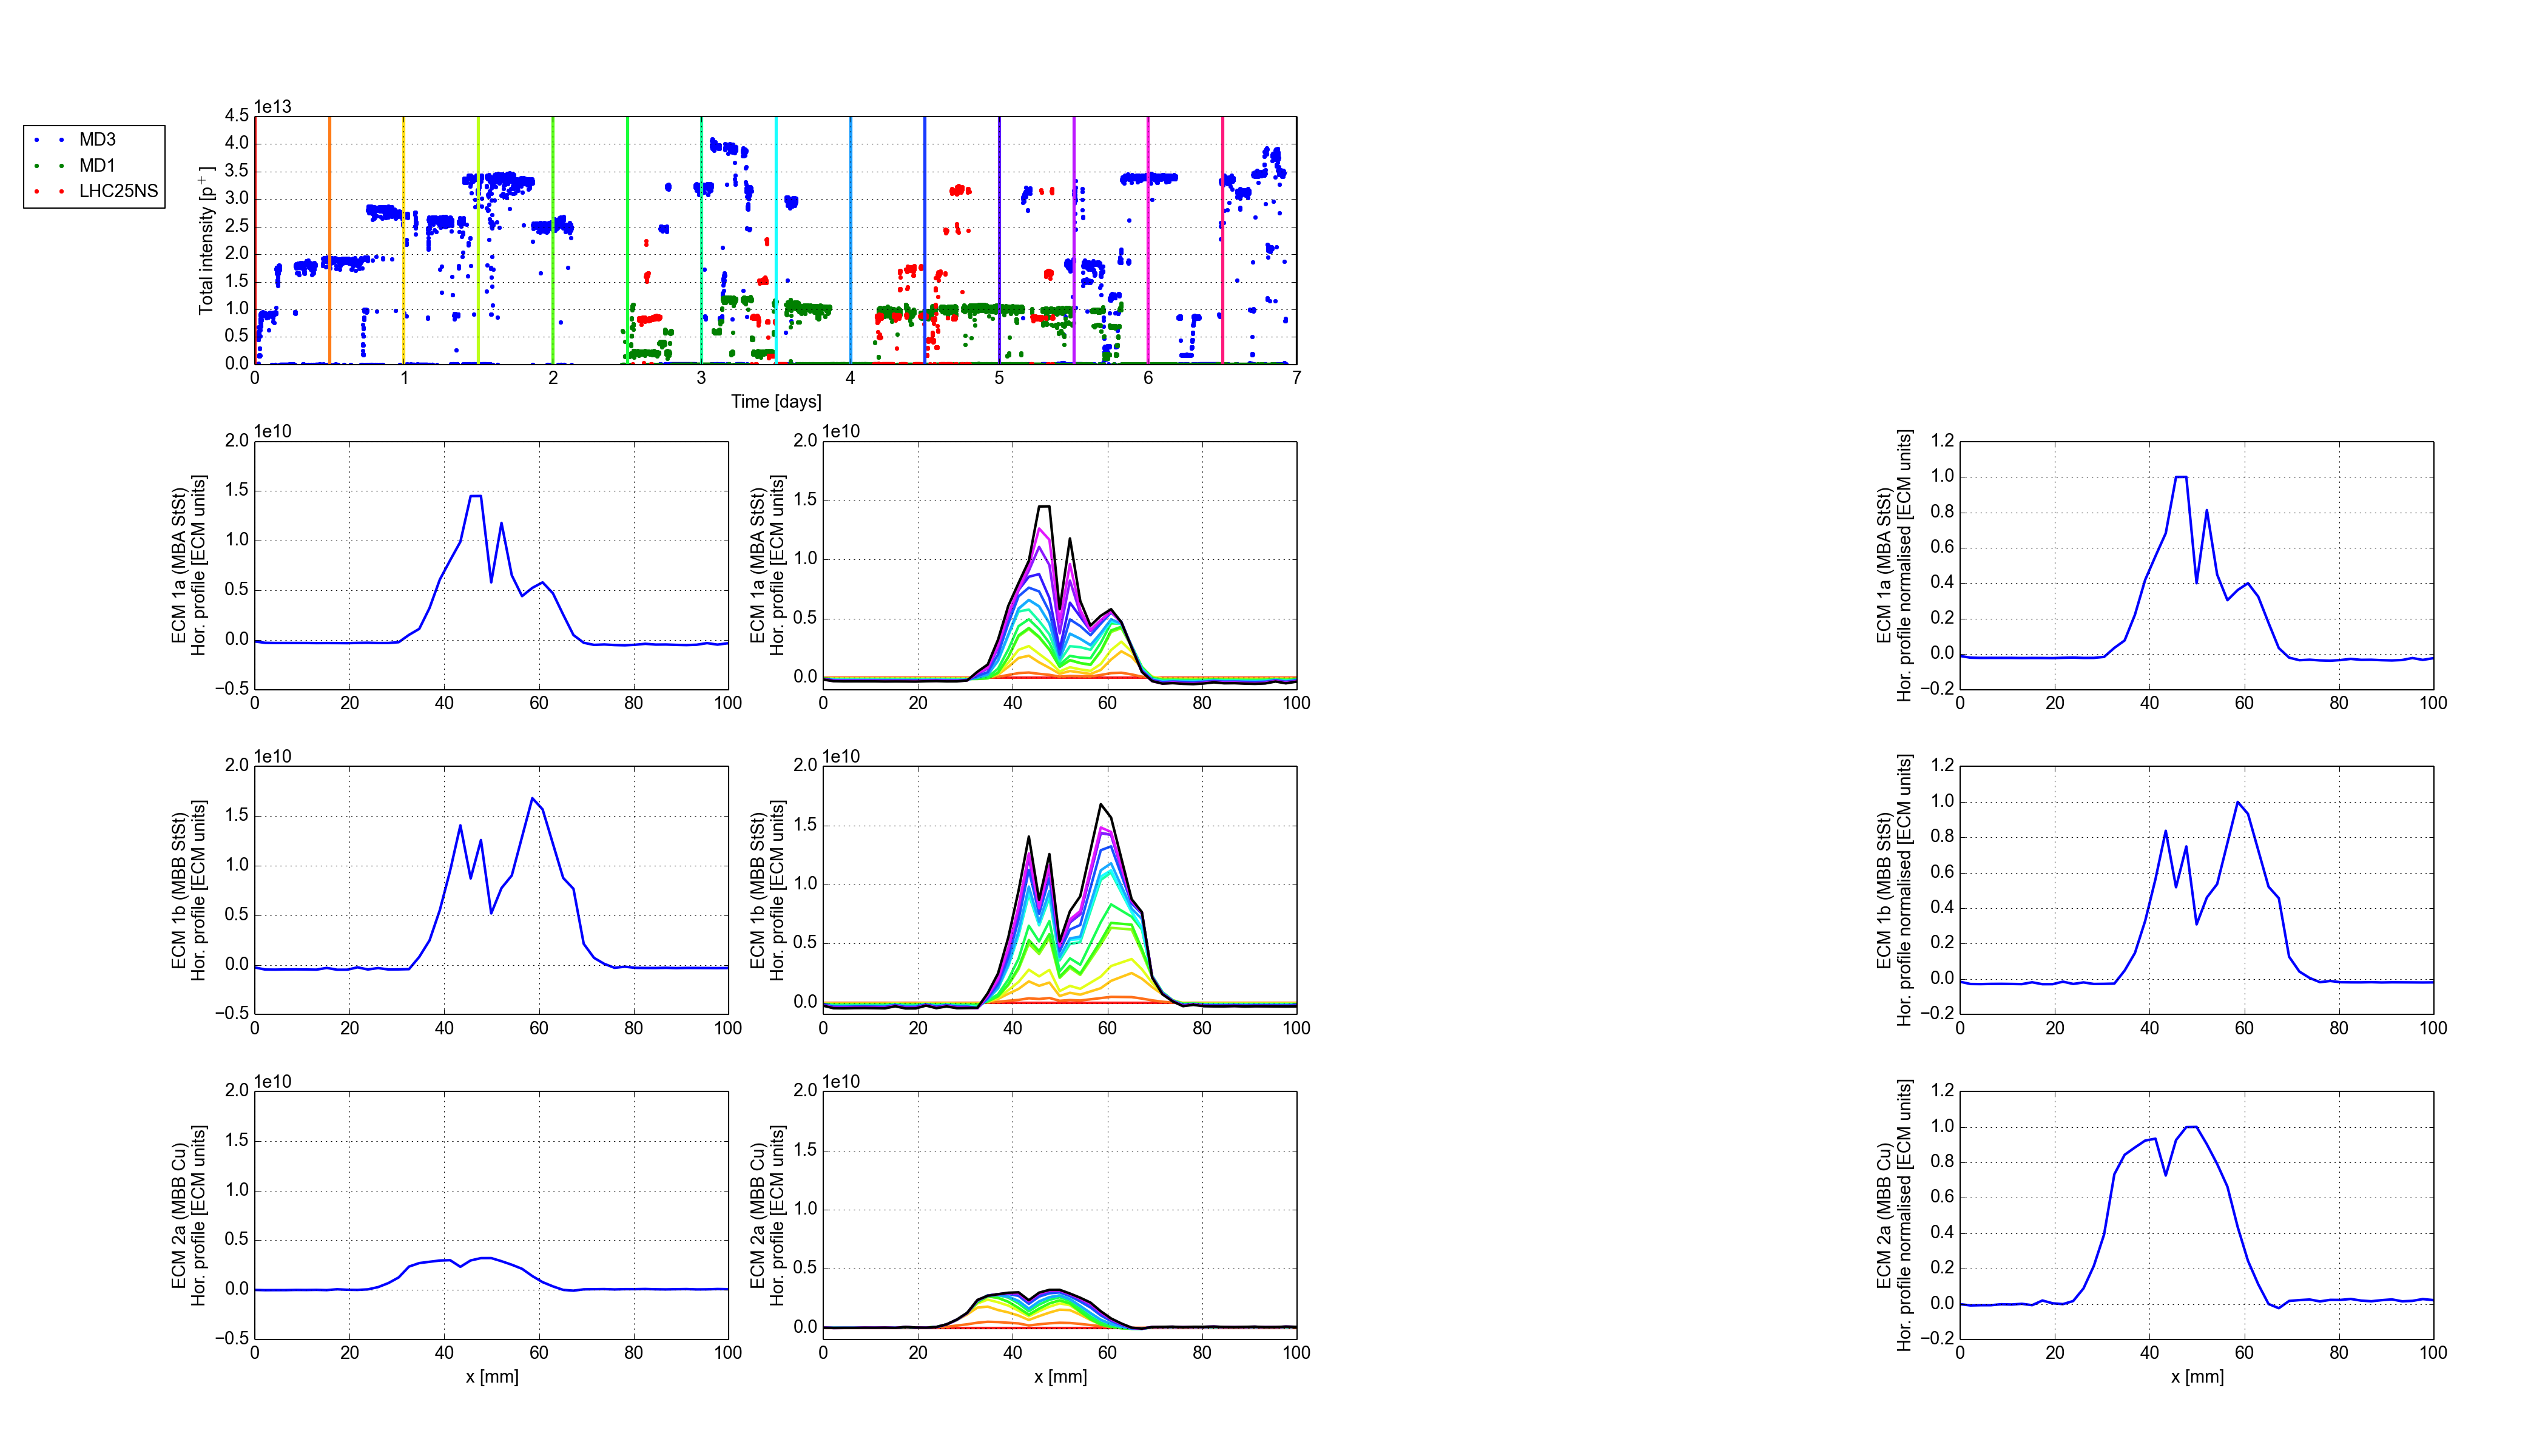 1e13
MD3
MD1
LHC25NS
Total intensity [p+]
4.5
4.0
3.5
3.0
2.5
2.0
1.5
1.0
0.5
0.0
0 1 2 3 4 5 6 7
Time [days]
ECM 1a (MBA StSt)
Hor. profile [ECM units]
1e10
2.0
1.5
1.0
0.5
0.0
−0.5
0 20 40 60 80 100
ECM 1a (MBA StSt)
Hor. profile [ECM units]
1e10
2.0
1.5
1.0
0.5
0.0
0 20 40 60 80 100
ECM 1a (MBA StSt)
Hor. profile normalised [ECM units]
1.2
1.0
0.8
0.6
0.4
0.2
0.0
−0.2
0 20 40 60 80 100
ECM 1b (MBB StSt)
Hor. profile [ECM units]
1e10
2.0
1.5
1.0
0.5
0.0
−0.5
0 20 40 60 80 100
ECM 1b (MBB StSt)
Hor. profile [ECM units]
1e10
2.0
1.5
1.0
0.5
0.0
0 20 40 60 80 100
ECM 1b (MBB StSt)
Hor. profile normalised [ECM units]
1.2
1.0
0.8
0.6
0.4
0.2
0.0
−0.2
0 20 40 60 80 100
ECM 2a (MBB Cu)
Hor. profile [ECM units]
1e10
2.0
1.5
1.0
0.5
0.0
−0.5
0 20 40 60 80 100
x [mm]
ECM 2a (MBB Cu)
Hor. profile [ECM units]
1e10
2.0
1.5
1.0
0.5
0.0
0 20 40 60 80 100
x [mm]
ECM 2a (MBB Cu)
Hor. profile normalised [ECM units]
1.2
1.0
0.8
0.6
0.4
0.2
0.0
−0.2
0 20 40 60 80 100
x [mm]